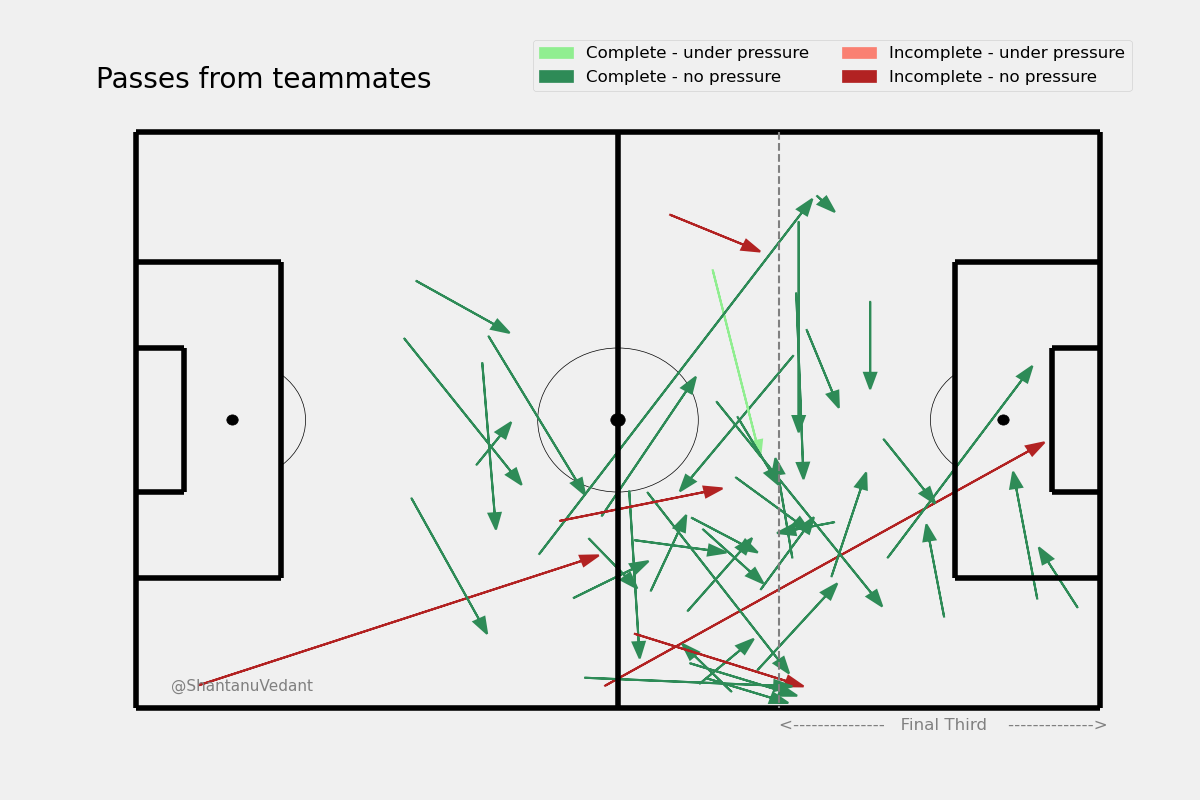 Passes from teammates
Complete - under pressure
Complete - no pressure
Incomplete - under pressure
Incomplete - no pressure
@ShantanuVedant
<--------------- Final Third -------------->